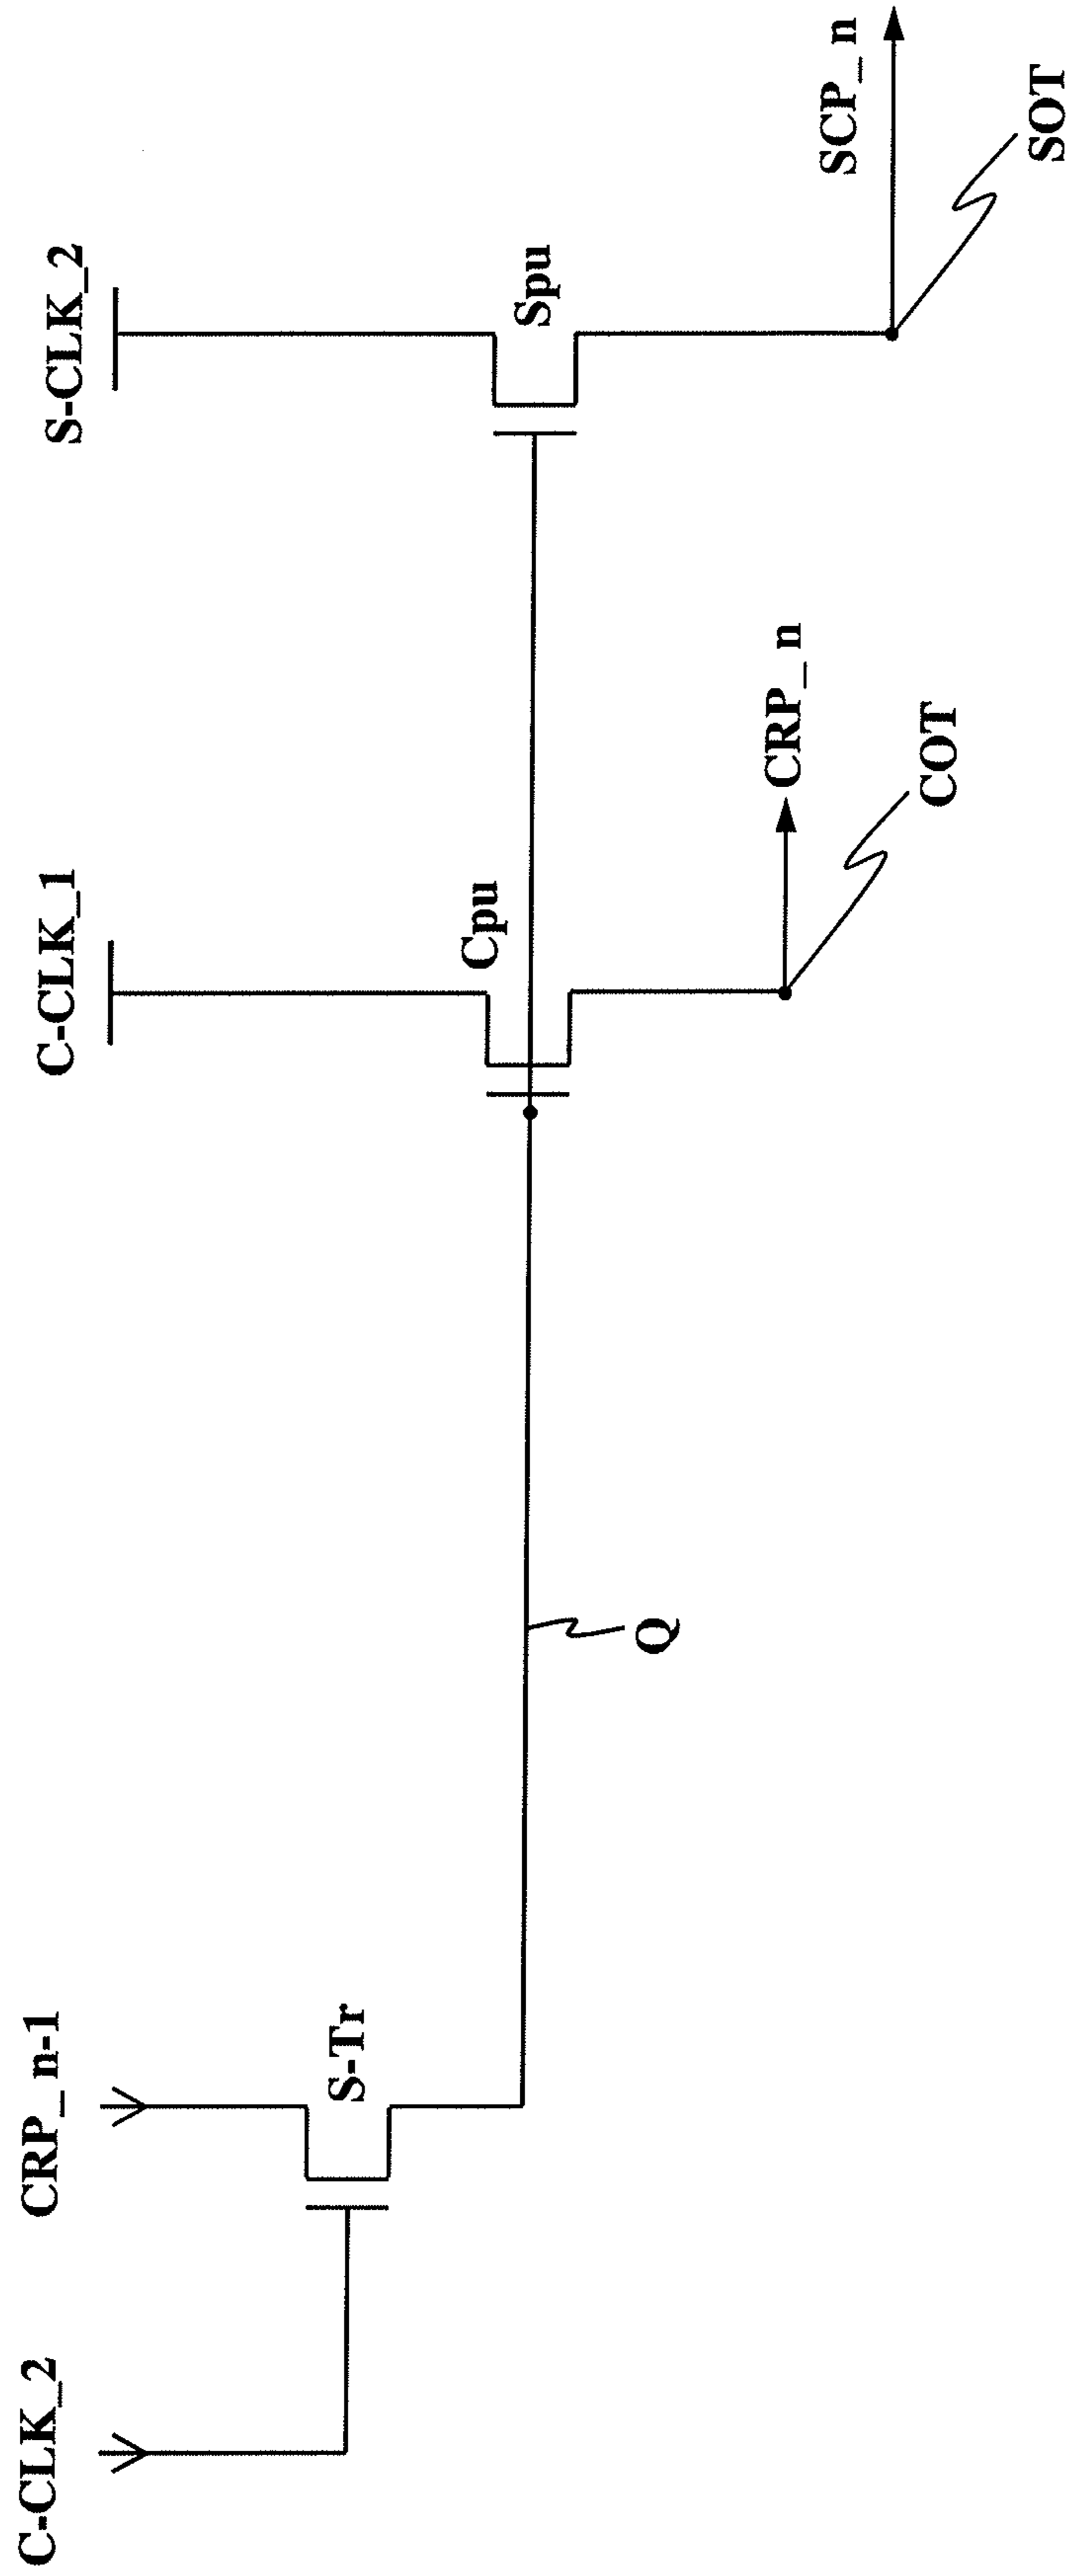 C-CLK_2
CRP_n-1
S-Tr
Q
C-CLK_1
Cpu
CRP_n
COT
S-CLK_2
Spu
SCP_n
SOT